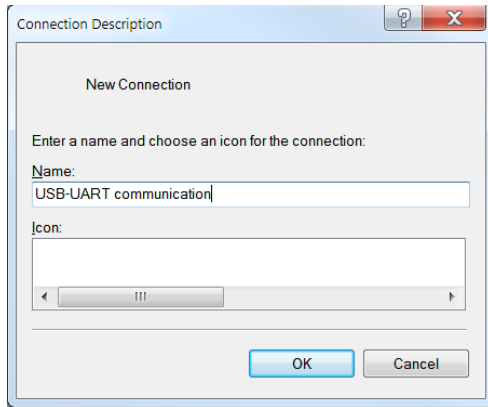 Connection Description
New Connection
Enter a name and choose an icon for the connection:
Name:
USB-UART communication
Icon:
OK
Cancel